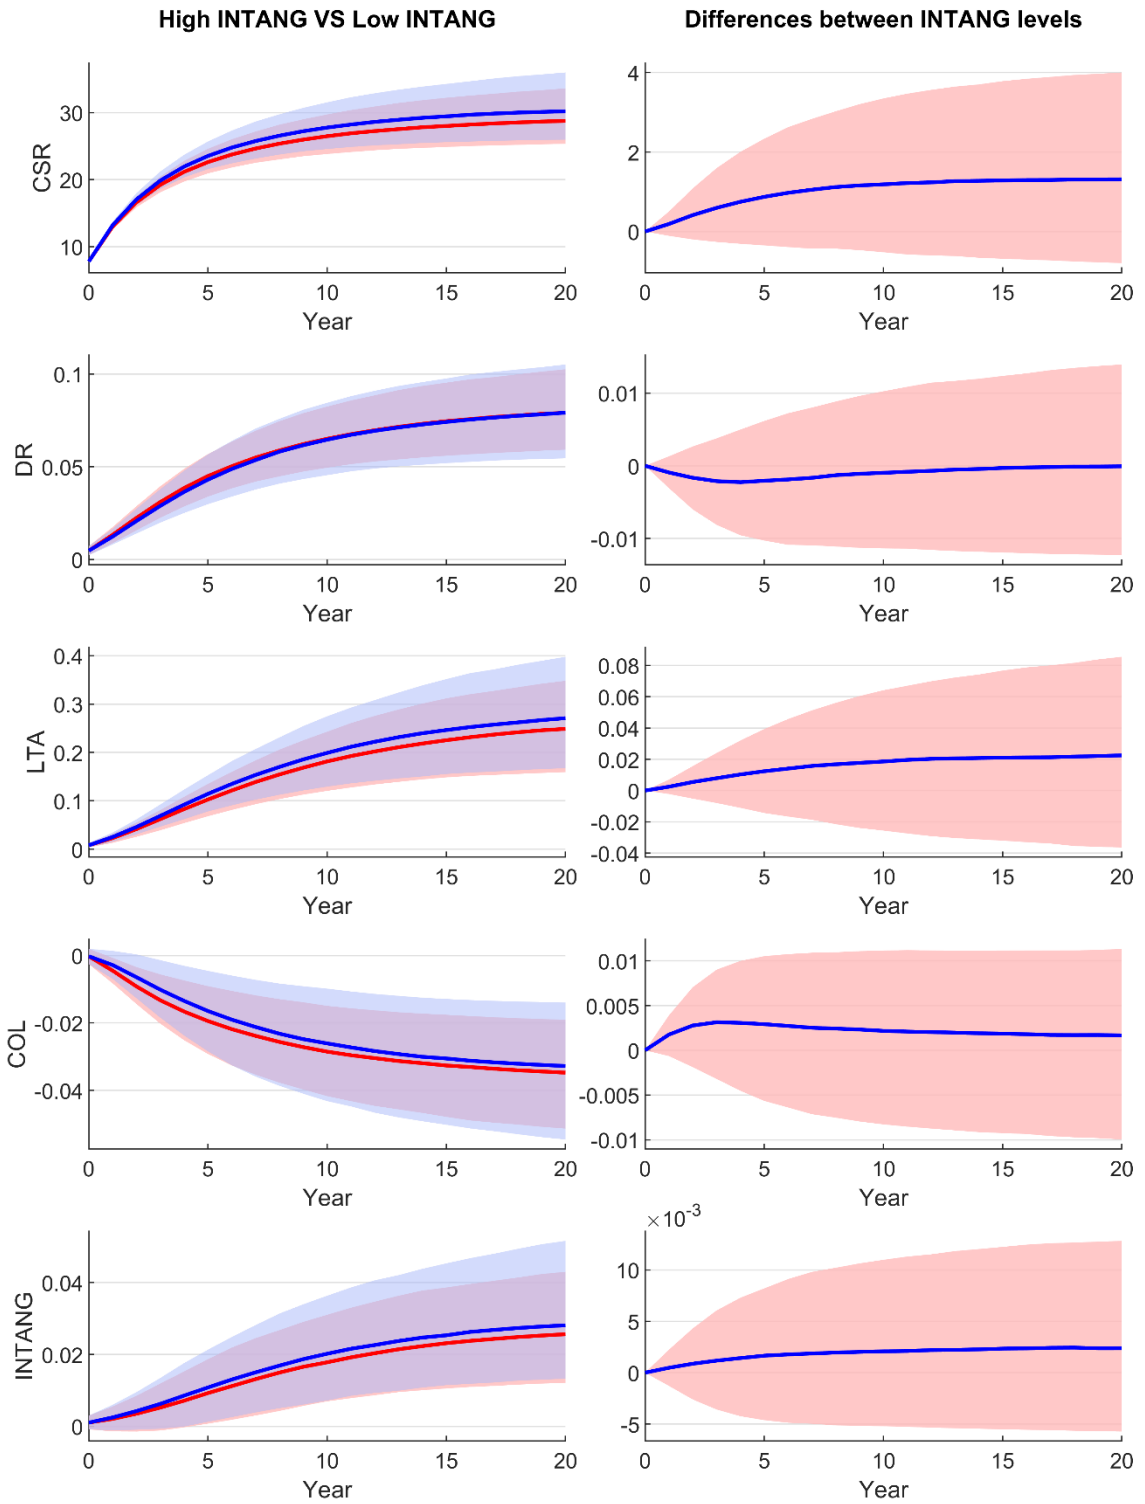 High INTANG VS Low INTANG
Differences between INTANG levels
CSR
30
20
10
0 5 10 15 20
Year
4
2
0
0 5 10 15 20
Year
DR
0.1
0.05
0
0 5 10 15 20
Year
0.01
0
-0.01
0 5 10 15 20
Year
LTA
0.4
0.3
0.2
0.1
0
0 5 10 15 20
Year
0.08
0.06
0.04
0.02
0
-0.02
-0.04
0 5 10 15 20
Year
COL
0
-0.02
-0.04
0 5 10 15 20
Year
0.01
0.005
0
-0.005
-0.01
0 5 10 15 20
Year
INTANG
0.04
0.02
0
0 5 10 15 20
Year
×10-3
10
5
0
-5
0 5 10 15 20
Year